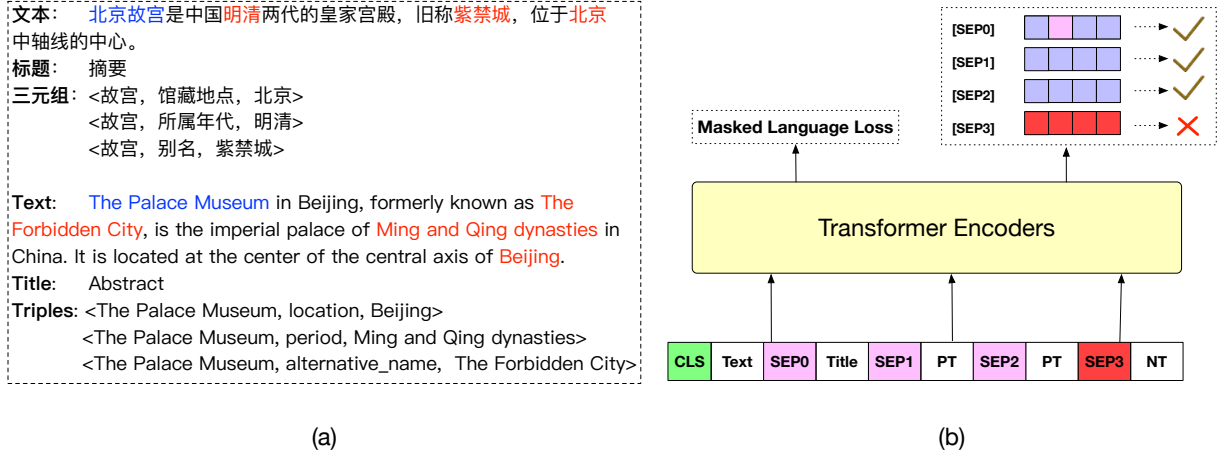 文本： 北京故宫是中国明清两代的皇家宫殿，旧称紫禁城，位于北京
中轴线的中心。
标题： 摘要
三元组：<故宫，馆藏地点，北京>
<故宫，所属年代，明清>
<故宫，别名，紫禁城>
Text: The Palace Museum in Beijing, formerly known as The
Forbidden City, is the imperial palace of Ming and Qing dynasties in
China. It is located at the center of the central axis of Beijing.
Title: Abstract
Triples: <The Palace Museum, location, Beijing>
<The Palace Museum, period, Ming and Qing dynasties>
<The Palace Museum, alternative_name, The Forbidden City>
(a)
[SEP0]
[SEP1]
[SEP2]
[SEP3]
Masked Language Loss
Transformer Encoders
CLS Text SEP0 Title SEP1 PT SEP2 PT SEP3 NT
(b)